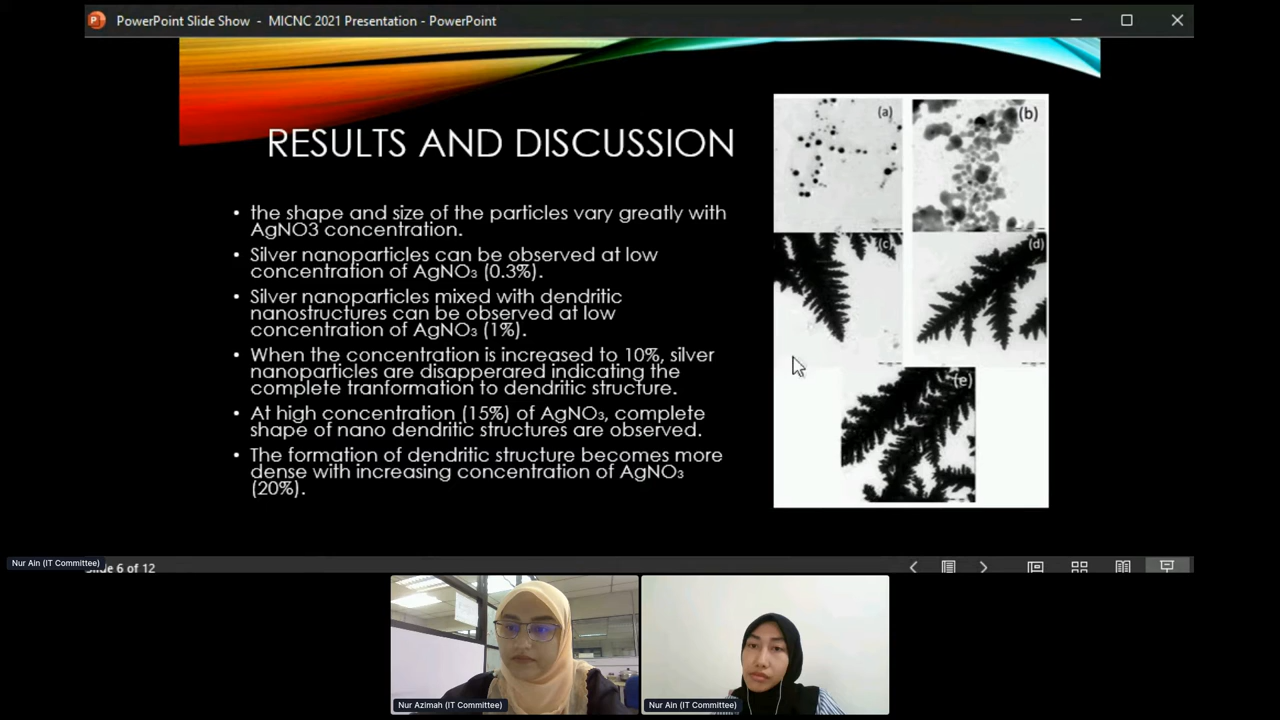 PowerPoint Slide Show - MICNC 2021 Presentation - PowerPoint
RESULTS AND DISCUSSION
• the shape and size of the particles vary greatly with
AgNO3 concentration.
• Silver nanoparticles can be observed at low
concentration of AgNO₃ (0.3%).
• Silver nanoparticles mixed with dendritic
nanostructures can be observed at low
concentration of AgNO₃ (1%).
• When the concentration is increased to 10%, silver
nanoparticles are disapperared indicating the
complete tranformation to dendritic structure.
• At high concentration (15%) of AgNO₃, complete
shape of nano dendritic structures are observed.
• The formation of dendritic structure becomes more
dense with increasing concentration of AgNO₃
(20%).
(a)
(b)
(c)
(d)
(e)
Nur Ain (IT Committee)
Slide 6 of 12
Nur Azimah (IT Committee)
Nur Ain (IT Committee)